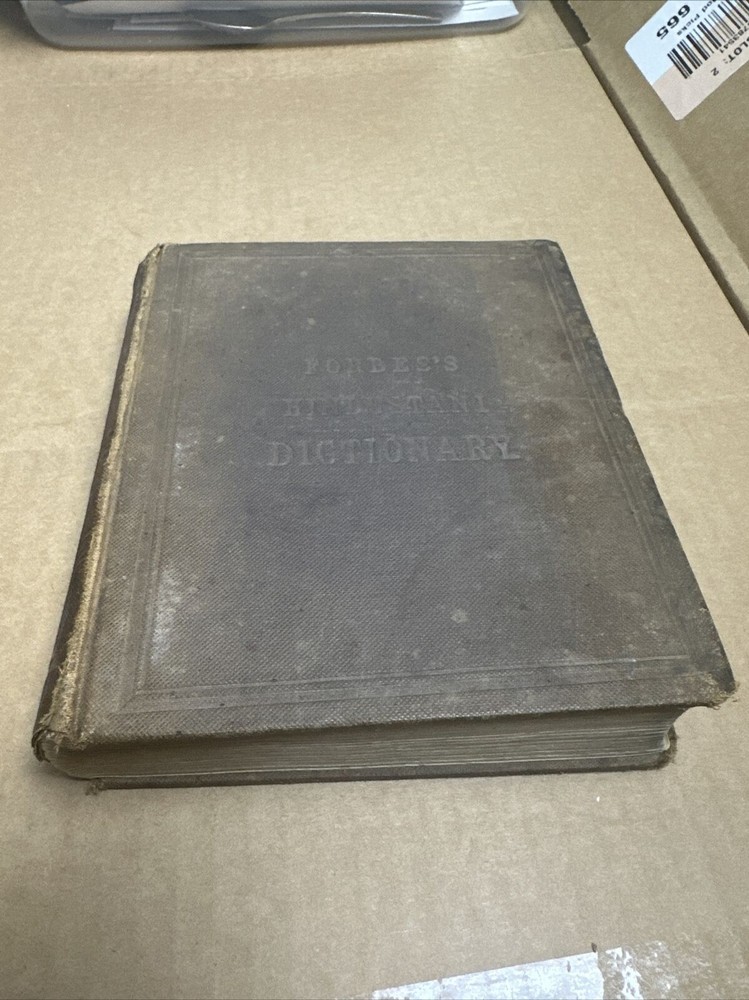 FORBES'S
HINDUSTANI
DICTIONARY.
LOT: 2
665